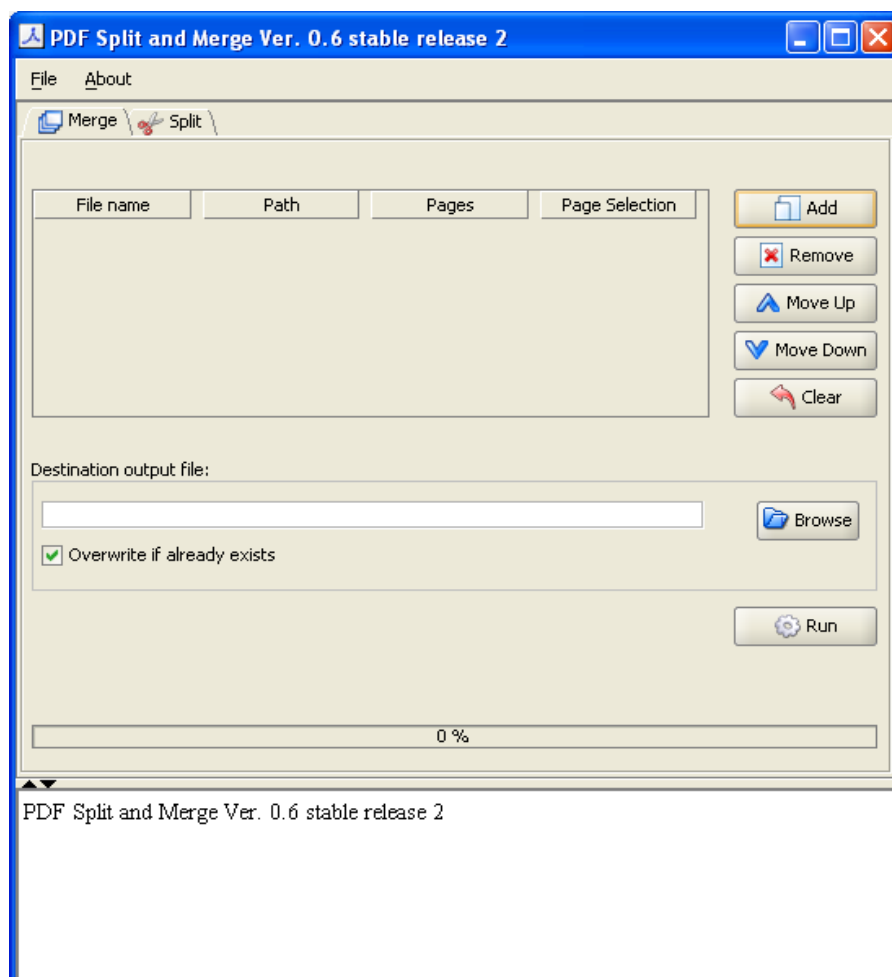 PDF Split and Merge Ver. 0.6 stable release 2
File About
Merge Split
File name Path Pages Page Selection
Add
Remove
Move Up
Move Down
Clear
Destination output file:
Browse
Overwrite if already exists
Run
0 %
PDF Split and Merge Ver. 0.6 stable release 2